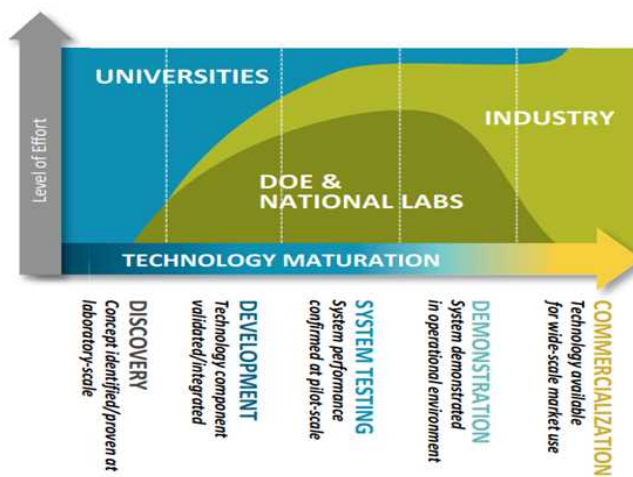 UNIVERSITIES
INDUSTRY
DOE &
NATIONAL LABS
Level of Effort
TECHNOLOGY MATURATION
DISCOVERY
Concept identified/proven at
laboratory-scale
DEVELOPMENT
Technology component
validated/integrated
SYSTEM TESTING
System performance
confirmed at pilot-scale
DEMONSTRATION
System demonstrated
in operational environment
COMMERCIALIZATION
Technology available
for wide-scale market use